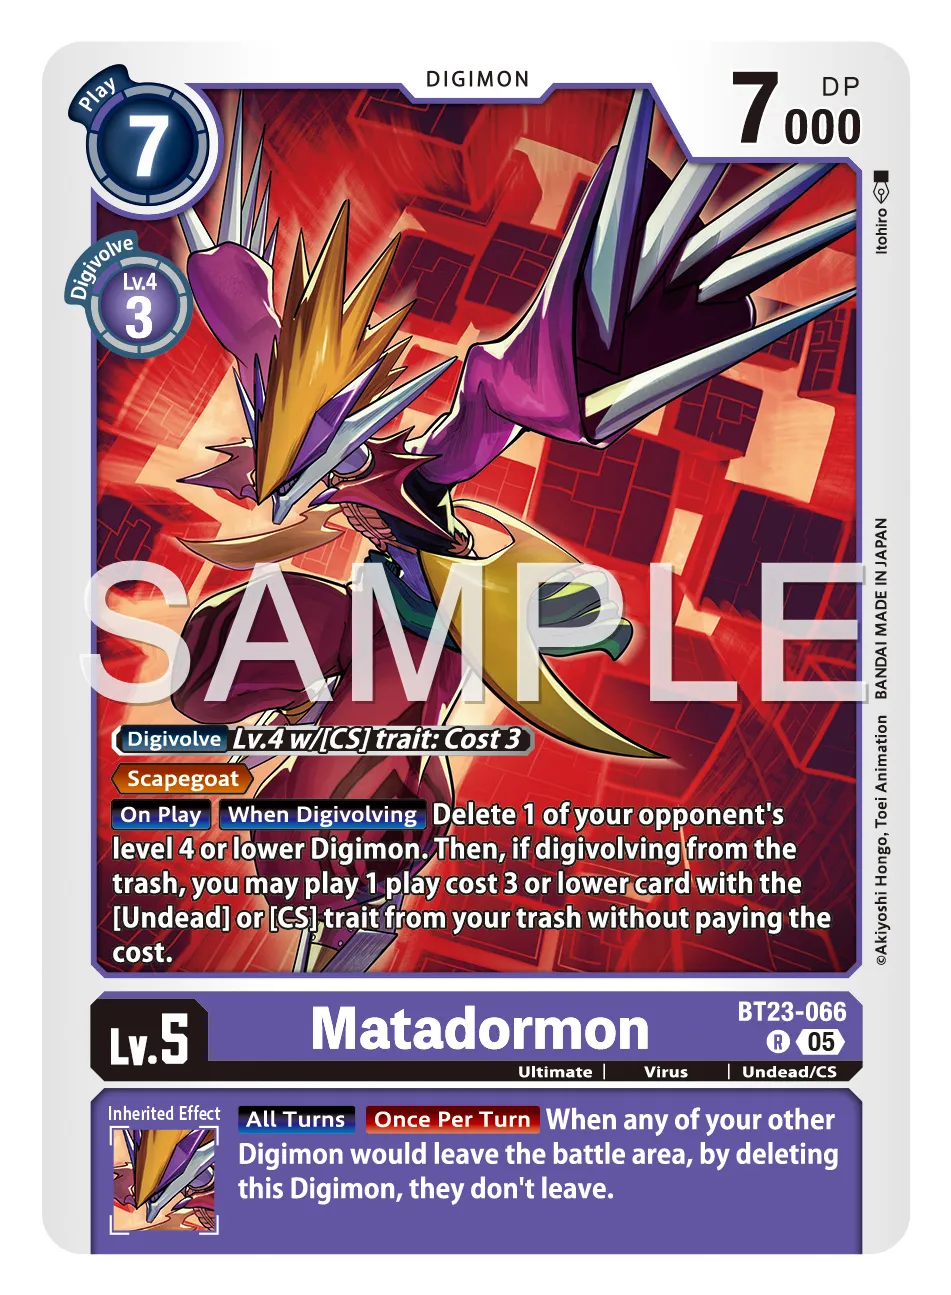 DIGIMON
Play
7
7000
DP
Digivolve
Lv.4
3
Itohiro
SAMPLE
©Akiyoshi Hongo, Toei Animation BANDAI MADE IN JAPAN
Digivolve Lv.4 w/[CS] trait: Cost 3
Scapegoat
On Play When Digivolving Delete 1 of your opponent's
level 4 or lower Digimon. Then, if digivolving from the
trash, you may play 1 play cost 3 or lower card with the
[Undead] or [CS] trait from your trash without paying the
cost.
Lv.5
Matadormon
BT23-066
R 05
Ultimate | Virus | Undead/CS
Inherited Effect
All Turns Once Per Turn When any of your other
Digimon would leave the battle area, by deleting
this Digimon, they don't leave.